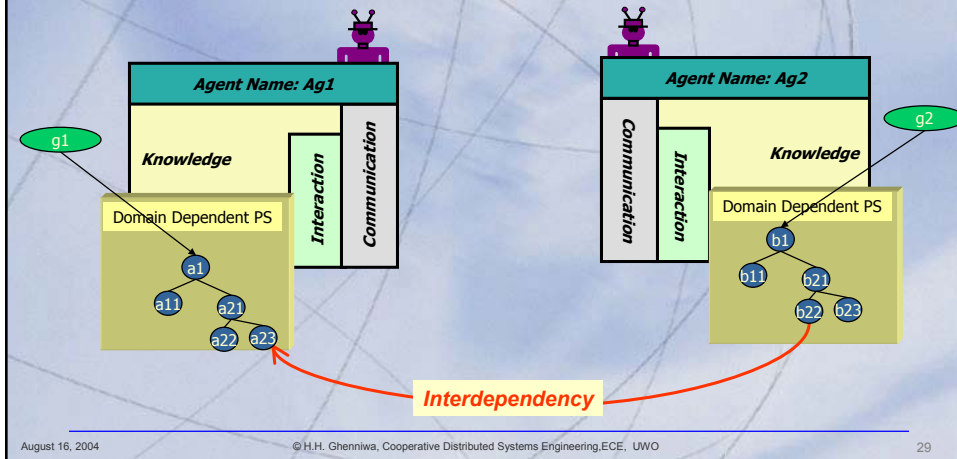 Agent Name: Ag1
g1
Knowledge
Interaction
Communication
Domain Dependent PS
a1
a11
a21
a22
a23
Agent Name: Ag2
g2
Communication
Interaction
Knowledge
Domain Dependent PS
b1
b11
b21
b22
b23
Interdependency
August 16, 2004
© H.H. Ghenniwa, Cooperative Distributed Systems Engineering,ECE, UWO
29